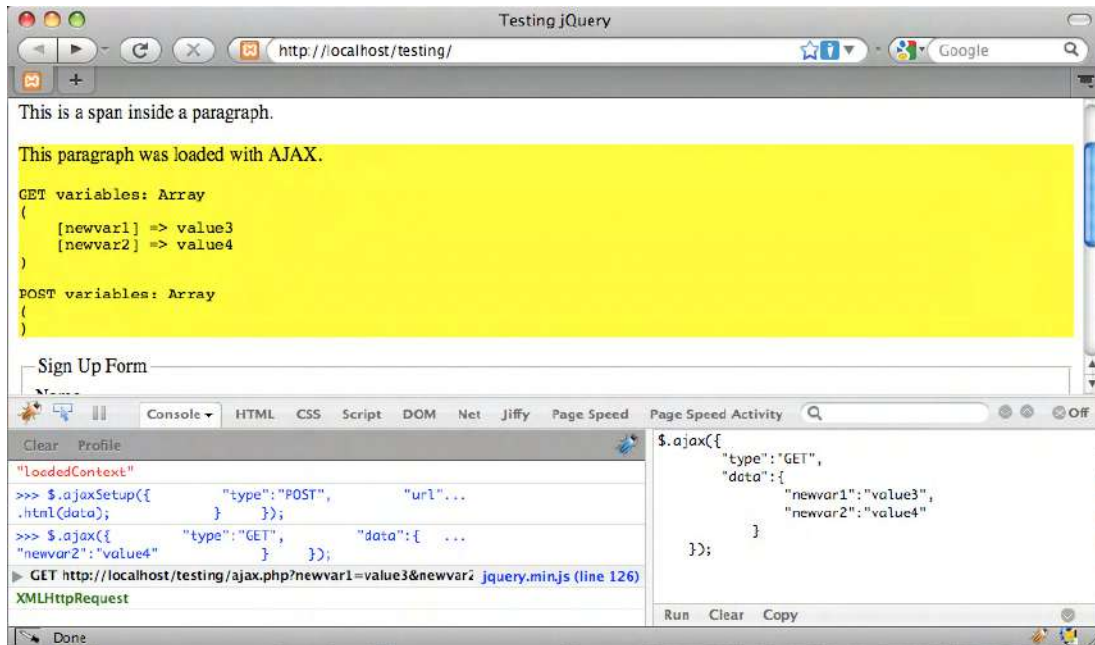 Testing jQuery
http://localhost/testing/
Google
This is a span inside a paragraph.
This paragraph was loaded with AJAX.
GET variables: Array
(
[newvar1] => value3
[newvar2] => value4
)
POST variables: Array
(
)
Sign Up Form
Name
Console HTML CSS Script DOM Net Jiffy Page Speed Page Speed Activity Off
Clear Profile
"loadedContext"
>>> $.ajaxSetup({ "type":"POST", "url"...
.html(data); } });
>>> $.ajax({ "type":"GET", "data":{ ...
"newvar2":"value4" } });
GET http://localhost/testing/ajax.php?newvar1=value3&newvar2 jquery.min.js (line 126)
XMLHttpRequest
$.ajax({
"type":"GET",
"data":{
"newvar1":"value3",
"newvar2":"value4"
}
});
Run Clear Copy
Done